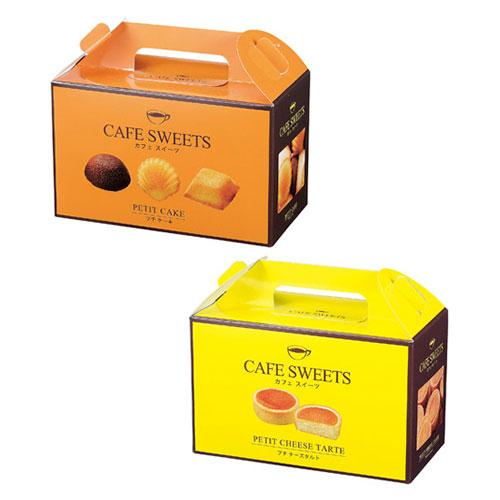 CAFE SWEETS
カフェ スイーツ
PETIT CAKE
プチ ケーキ
CAFE SWEETS
カフェ スイーツ
PETIT CHEESE TARTE
プチ チーズタルト